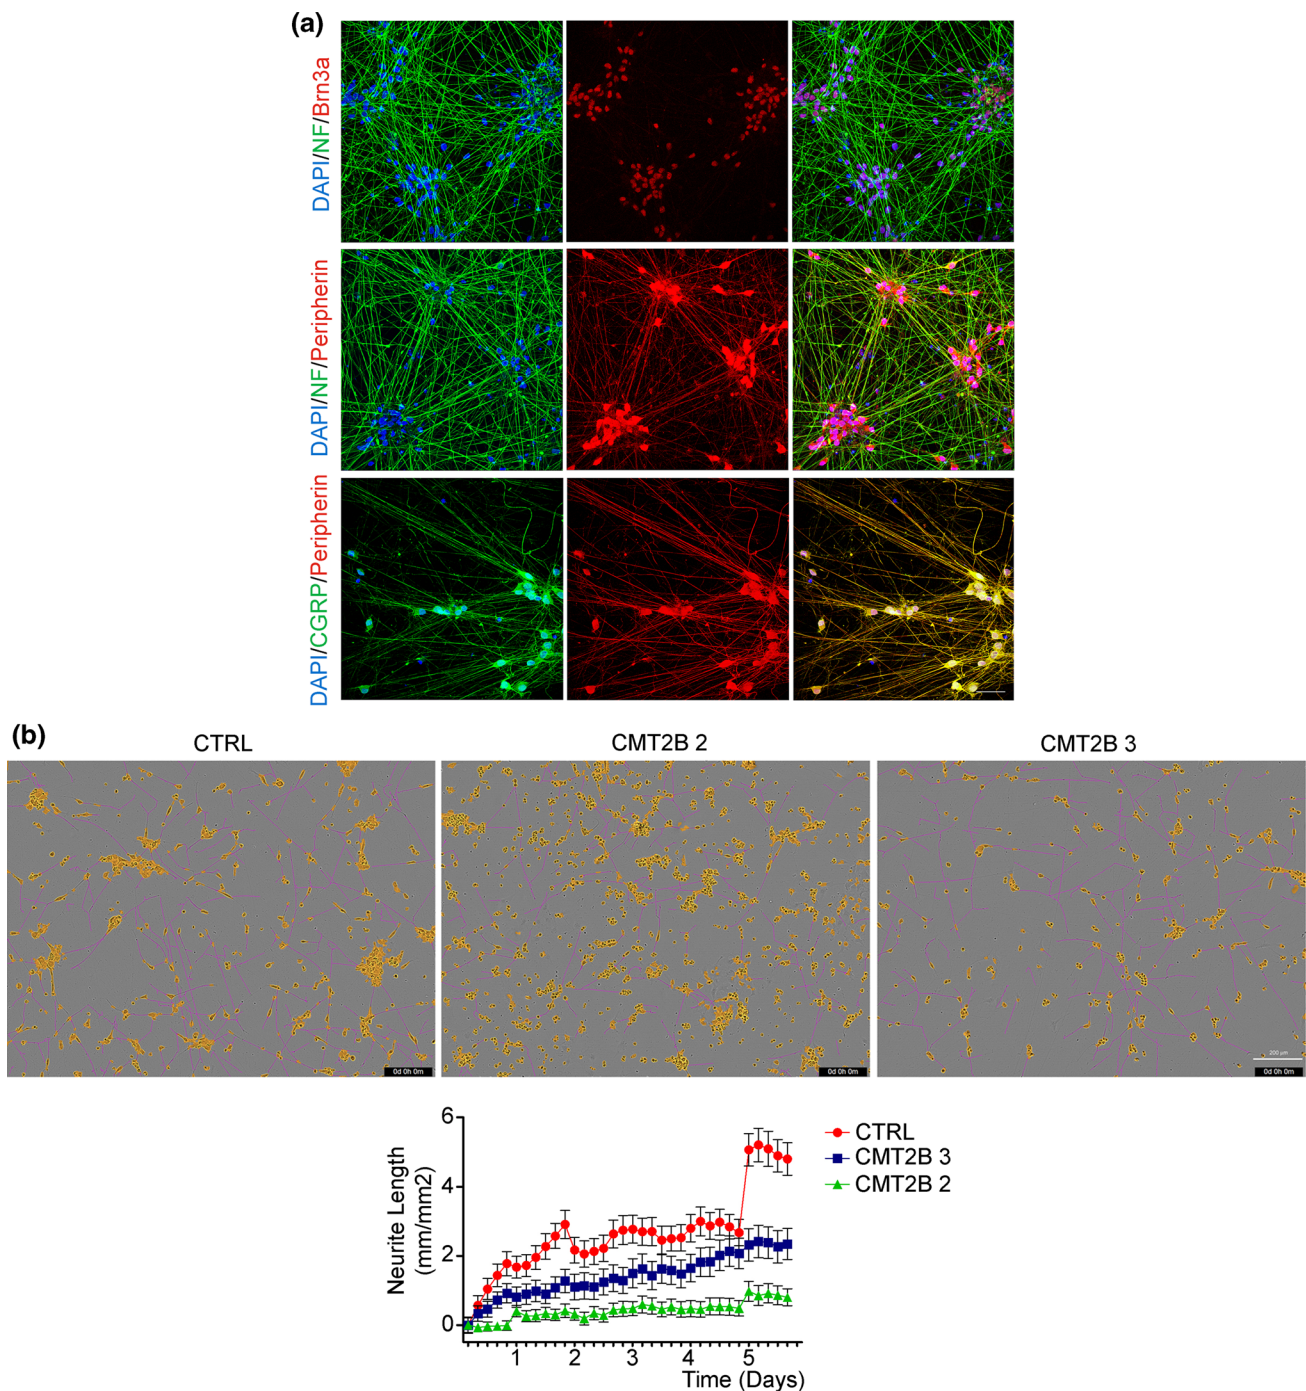 (a)
DAPI/NF/Brn3a
DAPI/NF/Peripherin
DAPI/CGRP/Peripherin
(b)
CTRL
CMT2B 2
CMT2B 3
0d 0h 0m
0d 0h 0m
200 µm
0d 0h 0m
Neurite Length
(mm/mm2)
6
4
2
0
1
2
3
4
5
Time (Days)
CTRL
CMT2B 3
CMT2B 2